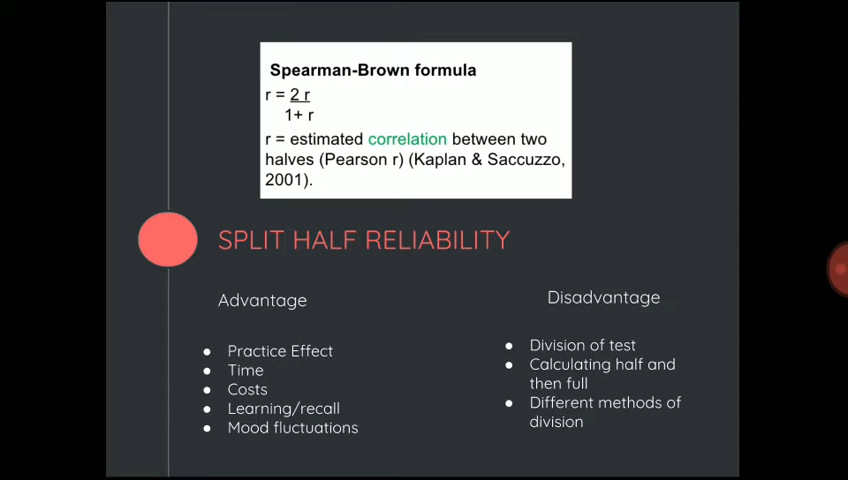 Spearman-Brown formula
r = 2 r
1+ r
r = estimated correlation between two
halves (Pearson r) (Kaplan & Saccuzzo,
2001).
SPLIT HALF RELIABILITY
Advantage
● Practice Effect
● Time
● Costs
● Learning/recall
● Mood fluctuations
Disadvantage
● Division of test
● Calculating half and
then full
● Different methods of
division